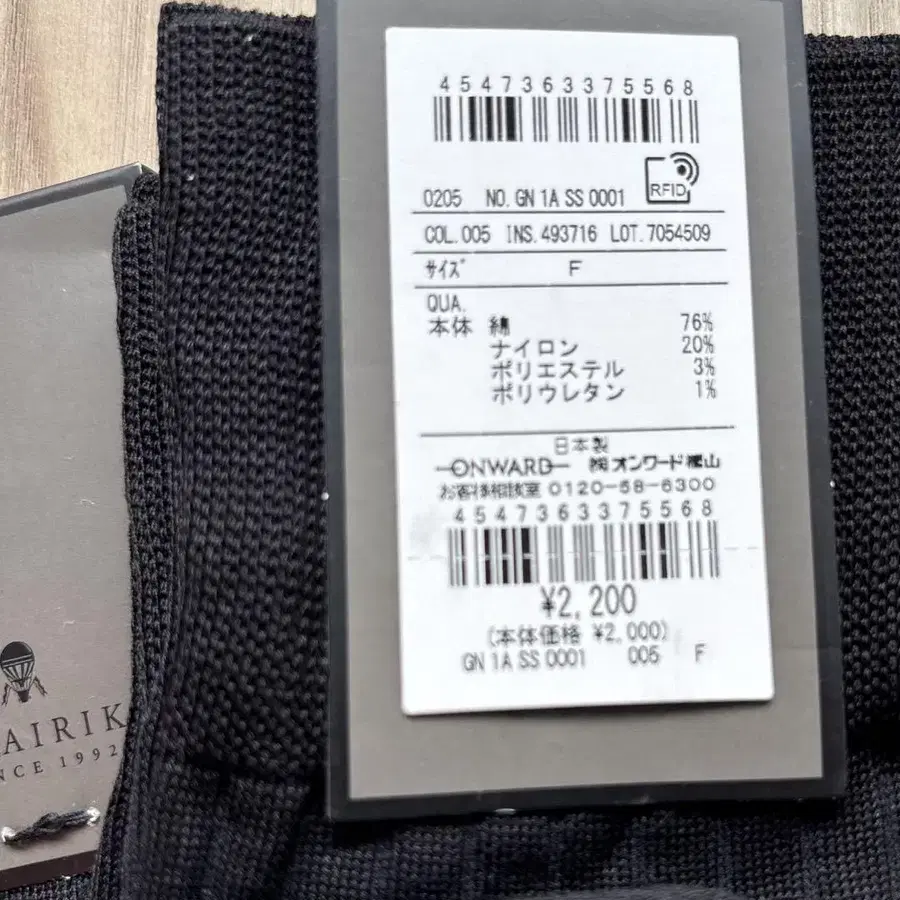 4547363375568
RFID
0205 NO. GN 1A SS 0001
COL.005 INS.493716 LOT.7054509
サイズ F
QUA.
本体 綿 76%
ナイロン 20%
ポリエステル 3%
ポリウレタン 1%
日本製
ONWARD ㈱オンワード樫山
お客様相談室 0120-58-6300
4547363375568
¥2,200
(本体価格 ¥2,000)
GN 1A SS 0001 005 F
AIRIK
NCE 1992